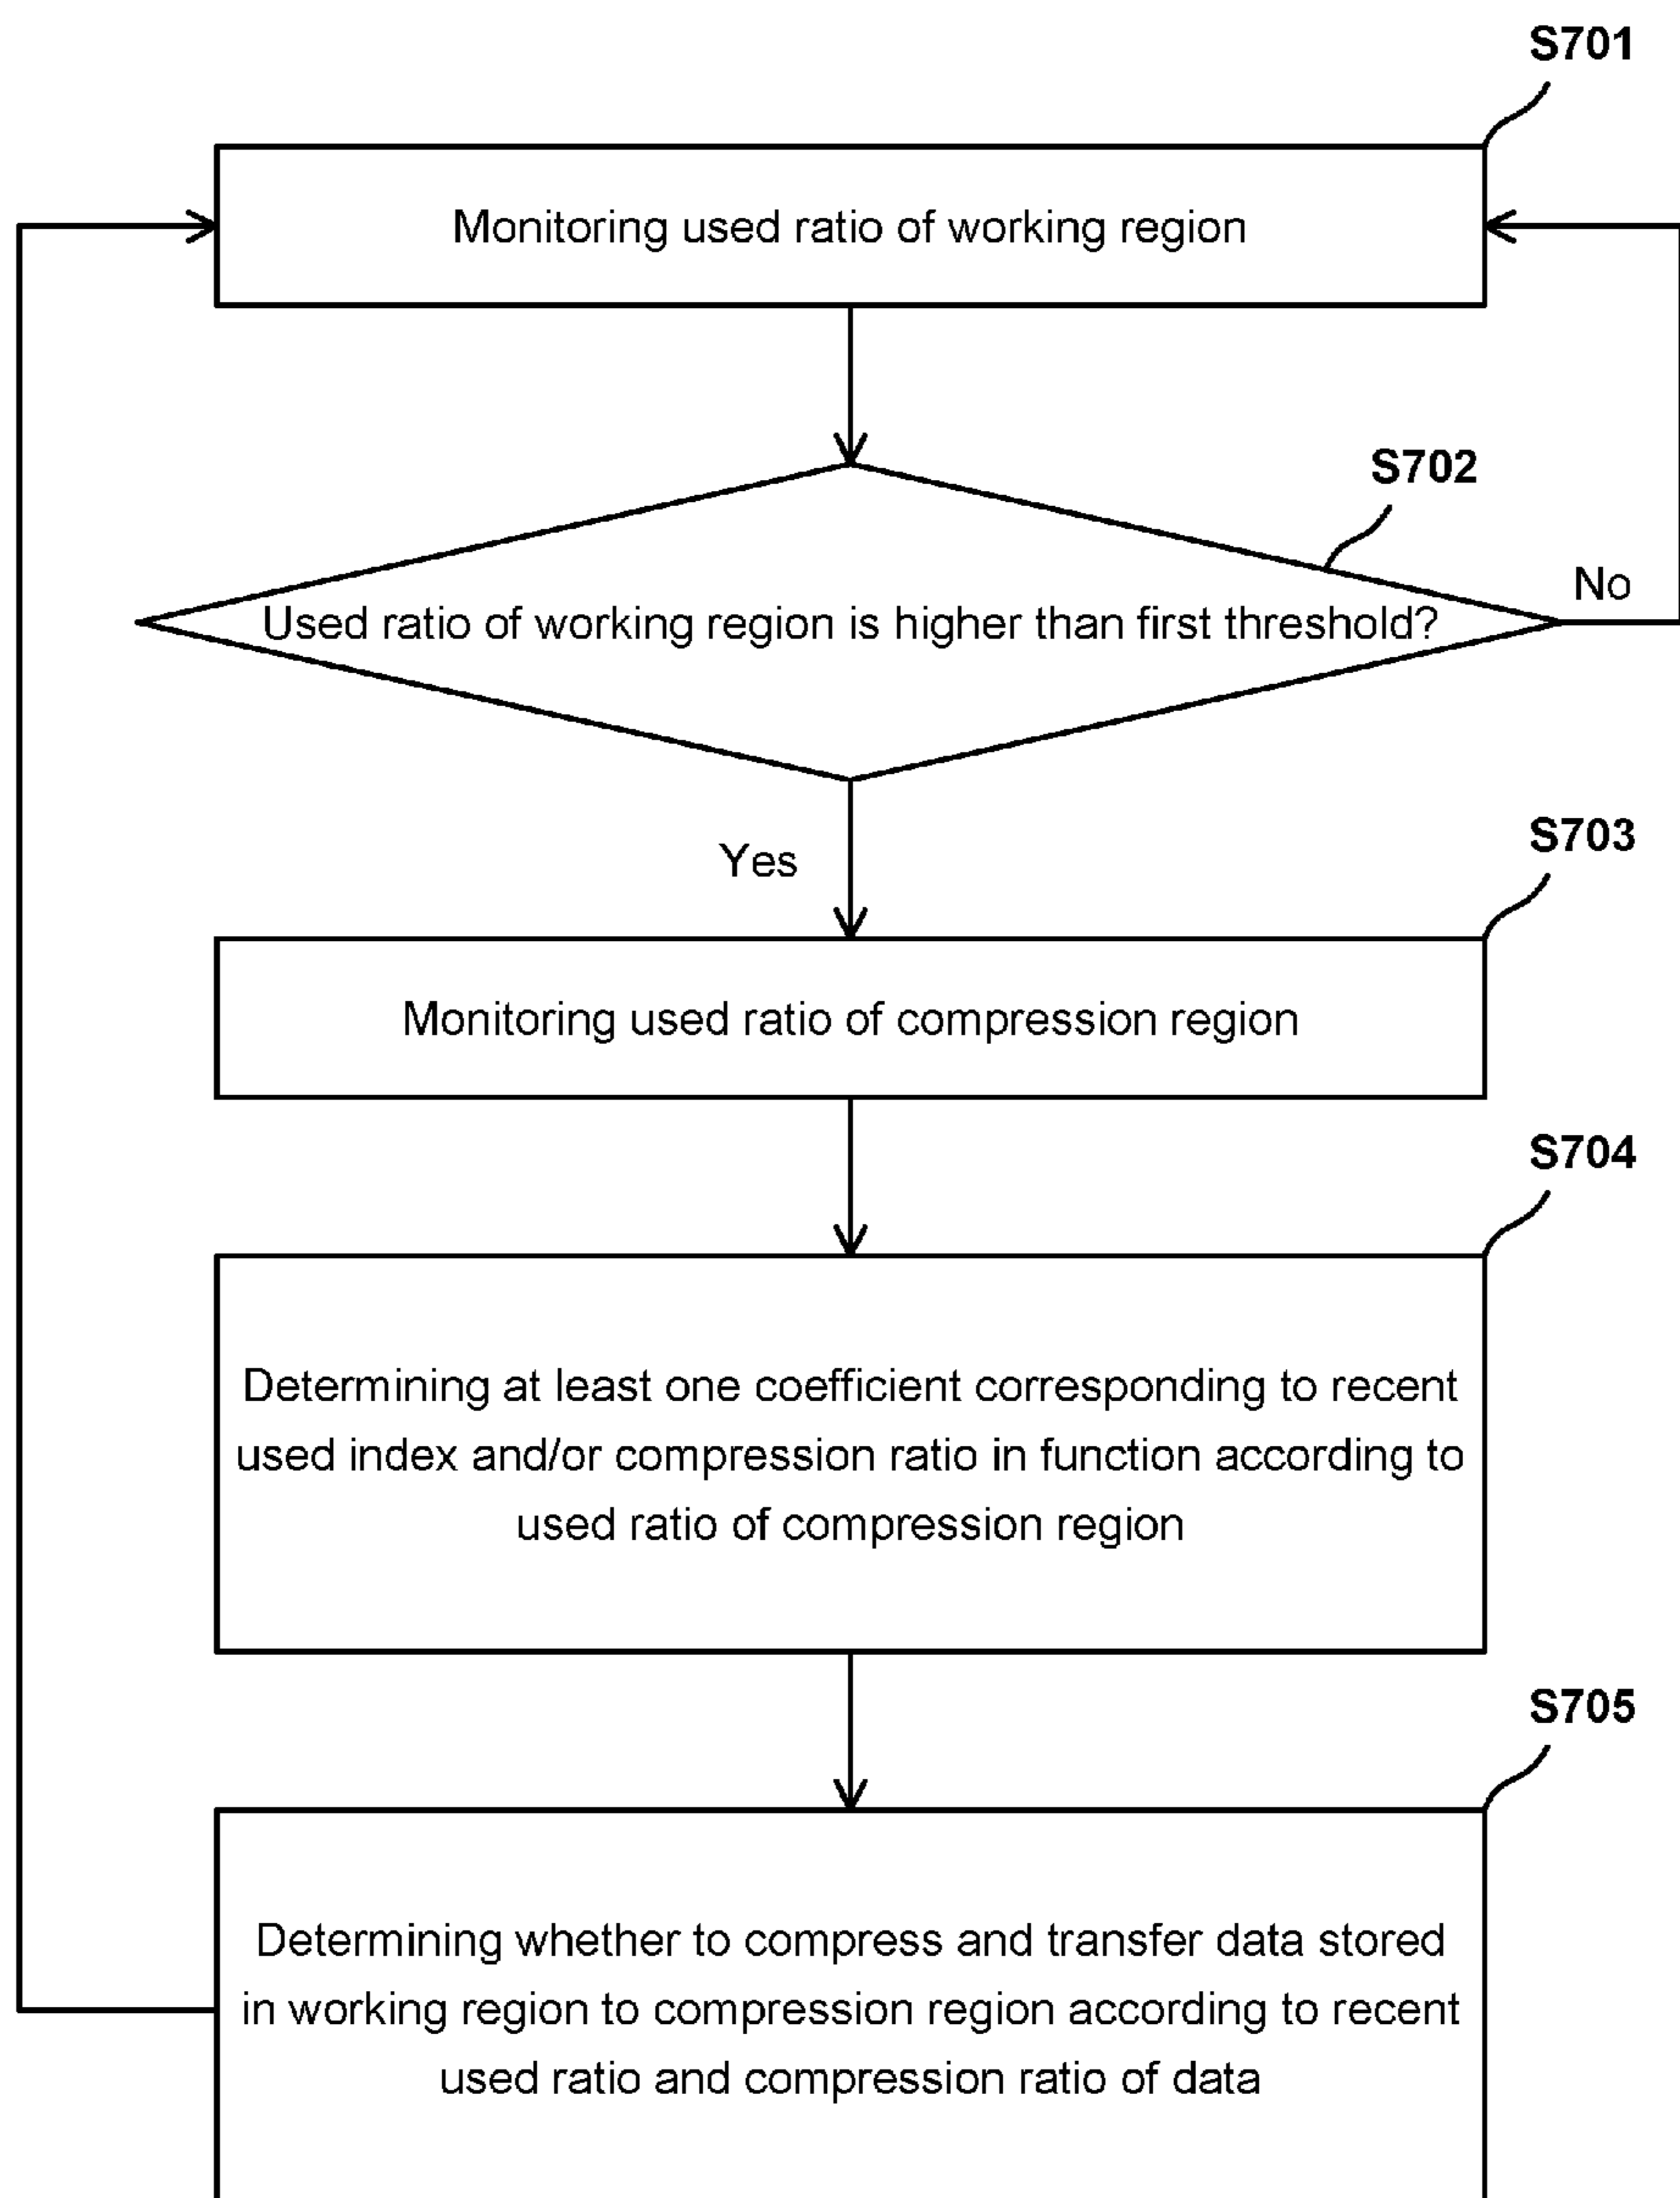 S701
Monitoring used ratio of working region
S702
Used ratio of working region is higher than first threshold?
No
Yes
S703
Monitoring used ratio of compression region
S704
Determining at least one coefficient corresponding to recent
used index and/or compression ratio in function according to
used ratio of compression region
S705
Determining whether to compress and transfer data stored
in working region to compression region according to recent
used ratio and compression ratio of data